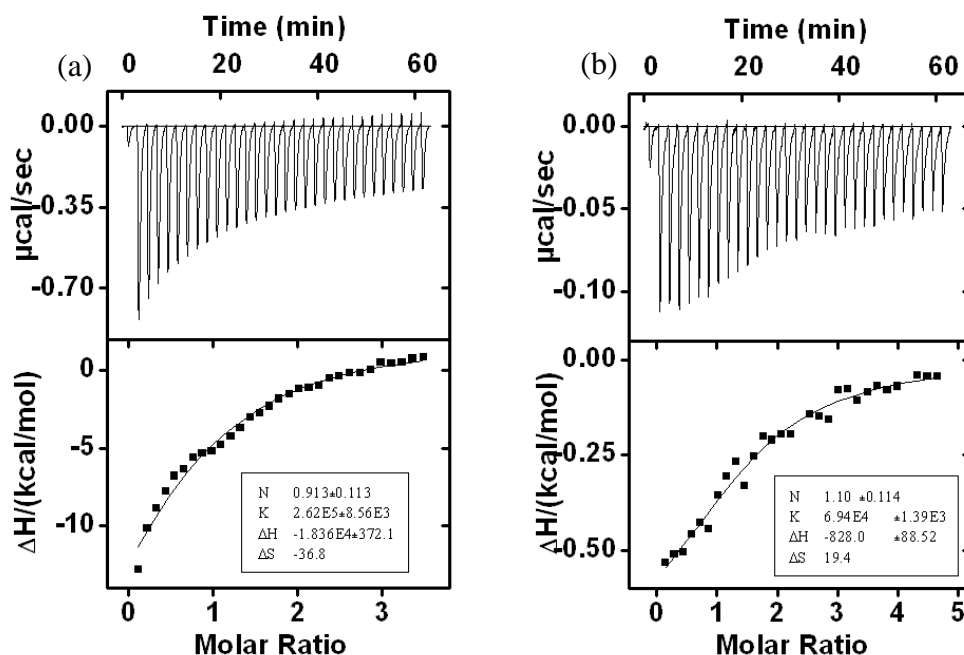 (a)
Time (min)
0 20 40 60
0.00
-0.35
-0.70
µcal/sec
0
-5
-10
ΔH/(kcal/mol)
N 0.913±0.113
K 2.62E5±8.56E3
ΔH -1.836E4±372.1
ΔS -36.8
0 1 2 3
Molar Ratio
(b)
Time (min)
0 20 40 60
0.00
-0.05
-0.10
µcal/sec
0.00
-0.25
-0.50
ΔH/(kcal/mol)
N 1.10 ±0.114
K 6.94E4 ±1.39E3
ΔH -828.0 ±88.52
ΔS 19.4
0 1 2 3 4 5
Molar Ratio